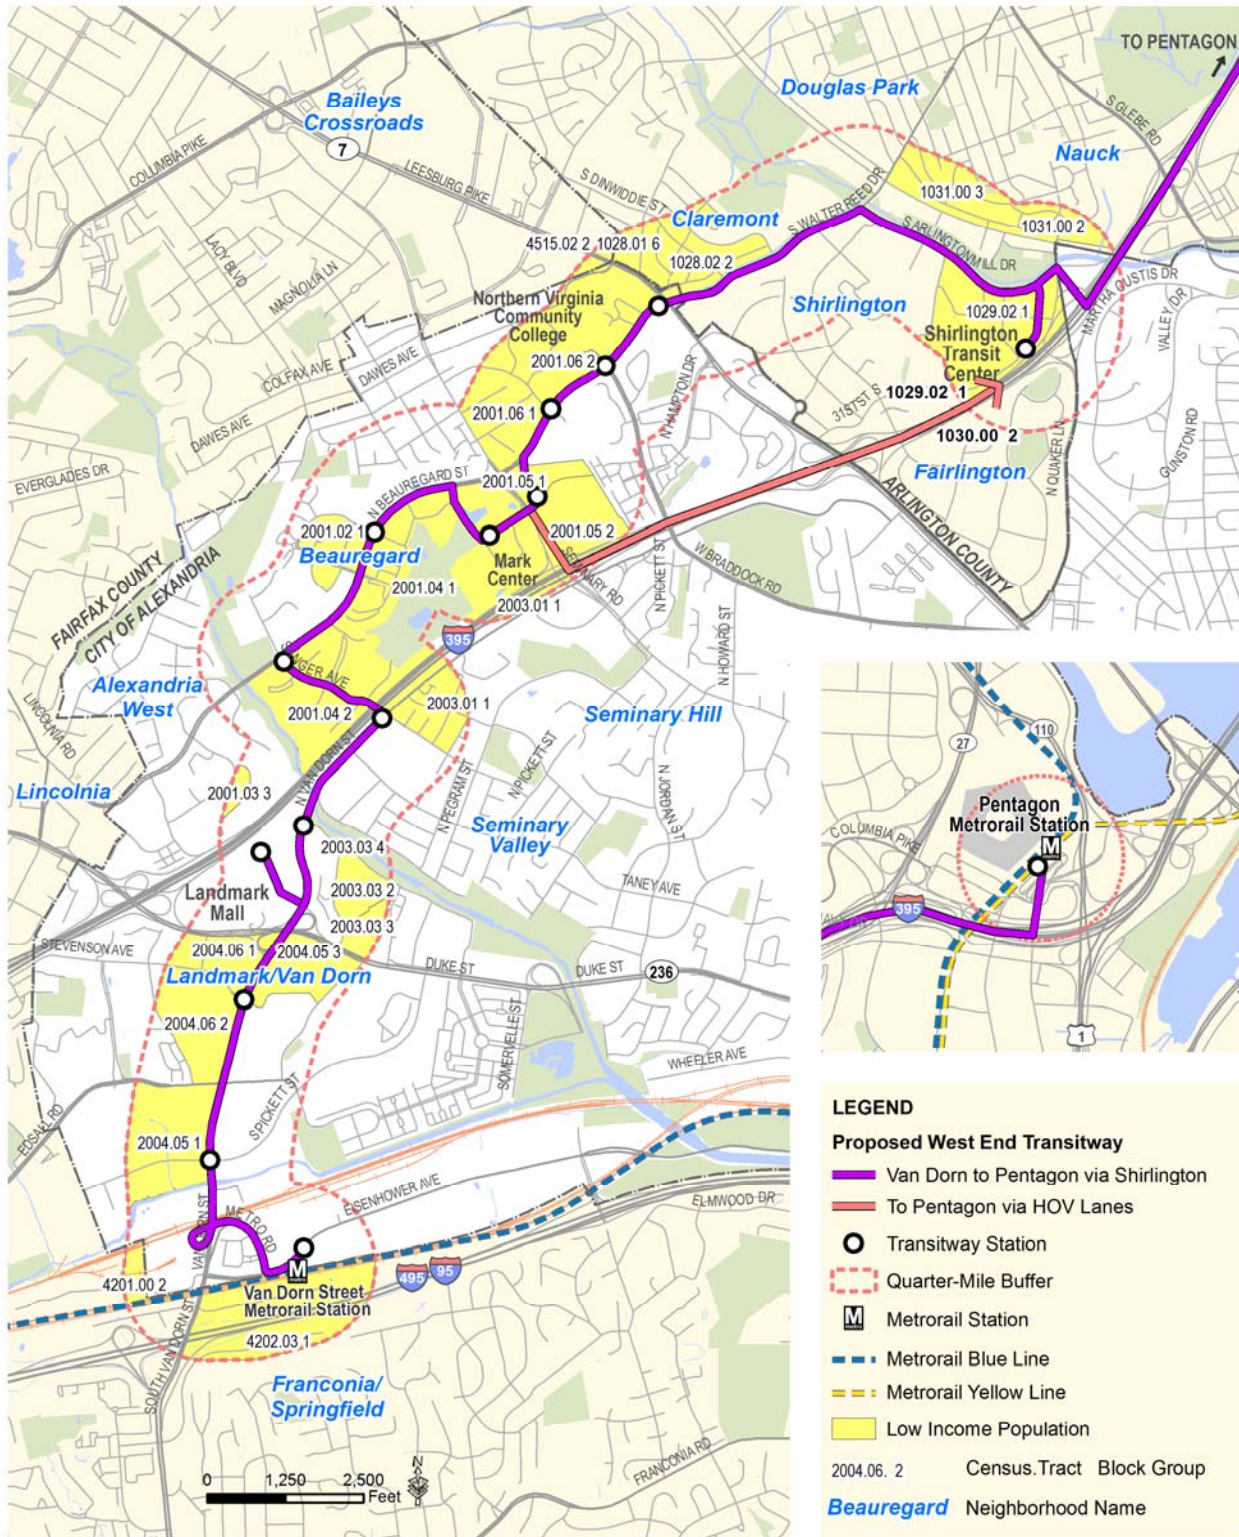 TO PENTAGON
Douglas Park
Baileys
Crossroads
7
S GLEBE RD
Nauck
COLUMBIA PIKE
LEESBURG PIKE
S DINWIDDIE ST
1031.00 3
Claremont
S WALTER REED DR
S ARLINGTONMILL DR
1031.00 2
LACY BLVD
4515.02 2
1028.01 6
1028.02 2
MAGNOLIA LN
MARTHA CUSTIS DR
Northern Virginia
Community
College
Shirlington
1029.02 1
VALLEY DR
Shirlington
Transit
Center
COLFAX AVE
DAWES AVE
2001.06 2
N HAMPTON DR
31ST ST S
1029.02 1
2001.06 1
DAWES AVE
1030.00 2
N QUAKER LN
GUNSTON RD
EVERGLADES DR
Fairlington
N BEAUREGARD ST
2001.05 1
ARLINGTON COUNTY
2001.02 1
2001.05 2
Beauregard
Mark
Center
SEMINARY RD
N PICKETT ST
W BRADDOCK RD
2001.04 1
2003.01 1
FAIRFAX COUNTY
CITY OF ALEXANDRIA
395
N HOWARD ST
SANGER AVE
Alexandria
West
2003.01 1
LINCOLNIA RD
2001.04 2
Seminary Hill
N VAN DORN ST
N PEGRAM ST
N PICKETT ST
N JORDAN ST
Lincolnia
2001.03 3
Seminary
Valley
2003.03 4
Landmark
Mall
2003.03 2
TANEY AVE
2003.03 3
STEVENSON AVE
2004.06 1
2004.05 3
DUKE ST
DUKE ST
236
Landmark/Van Dorn
2004.06 2
SOMERVELLE ST
WHEELER AVE
EDSALL RD
S PICKETT ST
2004.05 1
EISENHOWER AVE
ELMWOOD DR
VAN DORN ST
METRO RD
4201.00 2
M
495
95
Van Dorn Street
Metrorail Station
4202.03 1
SOUTH VAN DORN ST
Franconia/
Springfield
FRANCONIA RD
0 1,250 2,500
Feet
N
110
27
Pentagon
Metrorail Station
COLUMBIA PIKE
M
395
1
LEGEND
Proposed West End Transitway
Van Dorn to Pentagon via Shirlington
To Pentagon via HOV Lanes
Transitway Station
Quarter-Mile Buffer
M Metrorail Station
Metrorail Blue Line
Metrorail Yellow Line
Low Income Population
2004.06. 2 Census.Tract Block Group
Beauregard Neighborhood Name